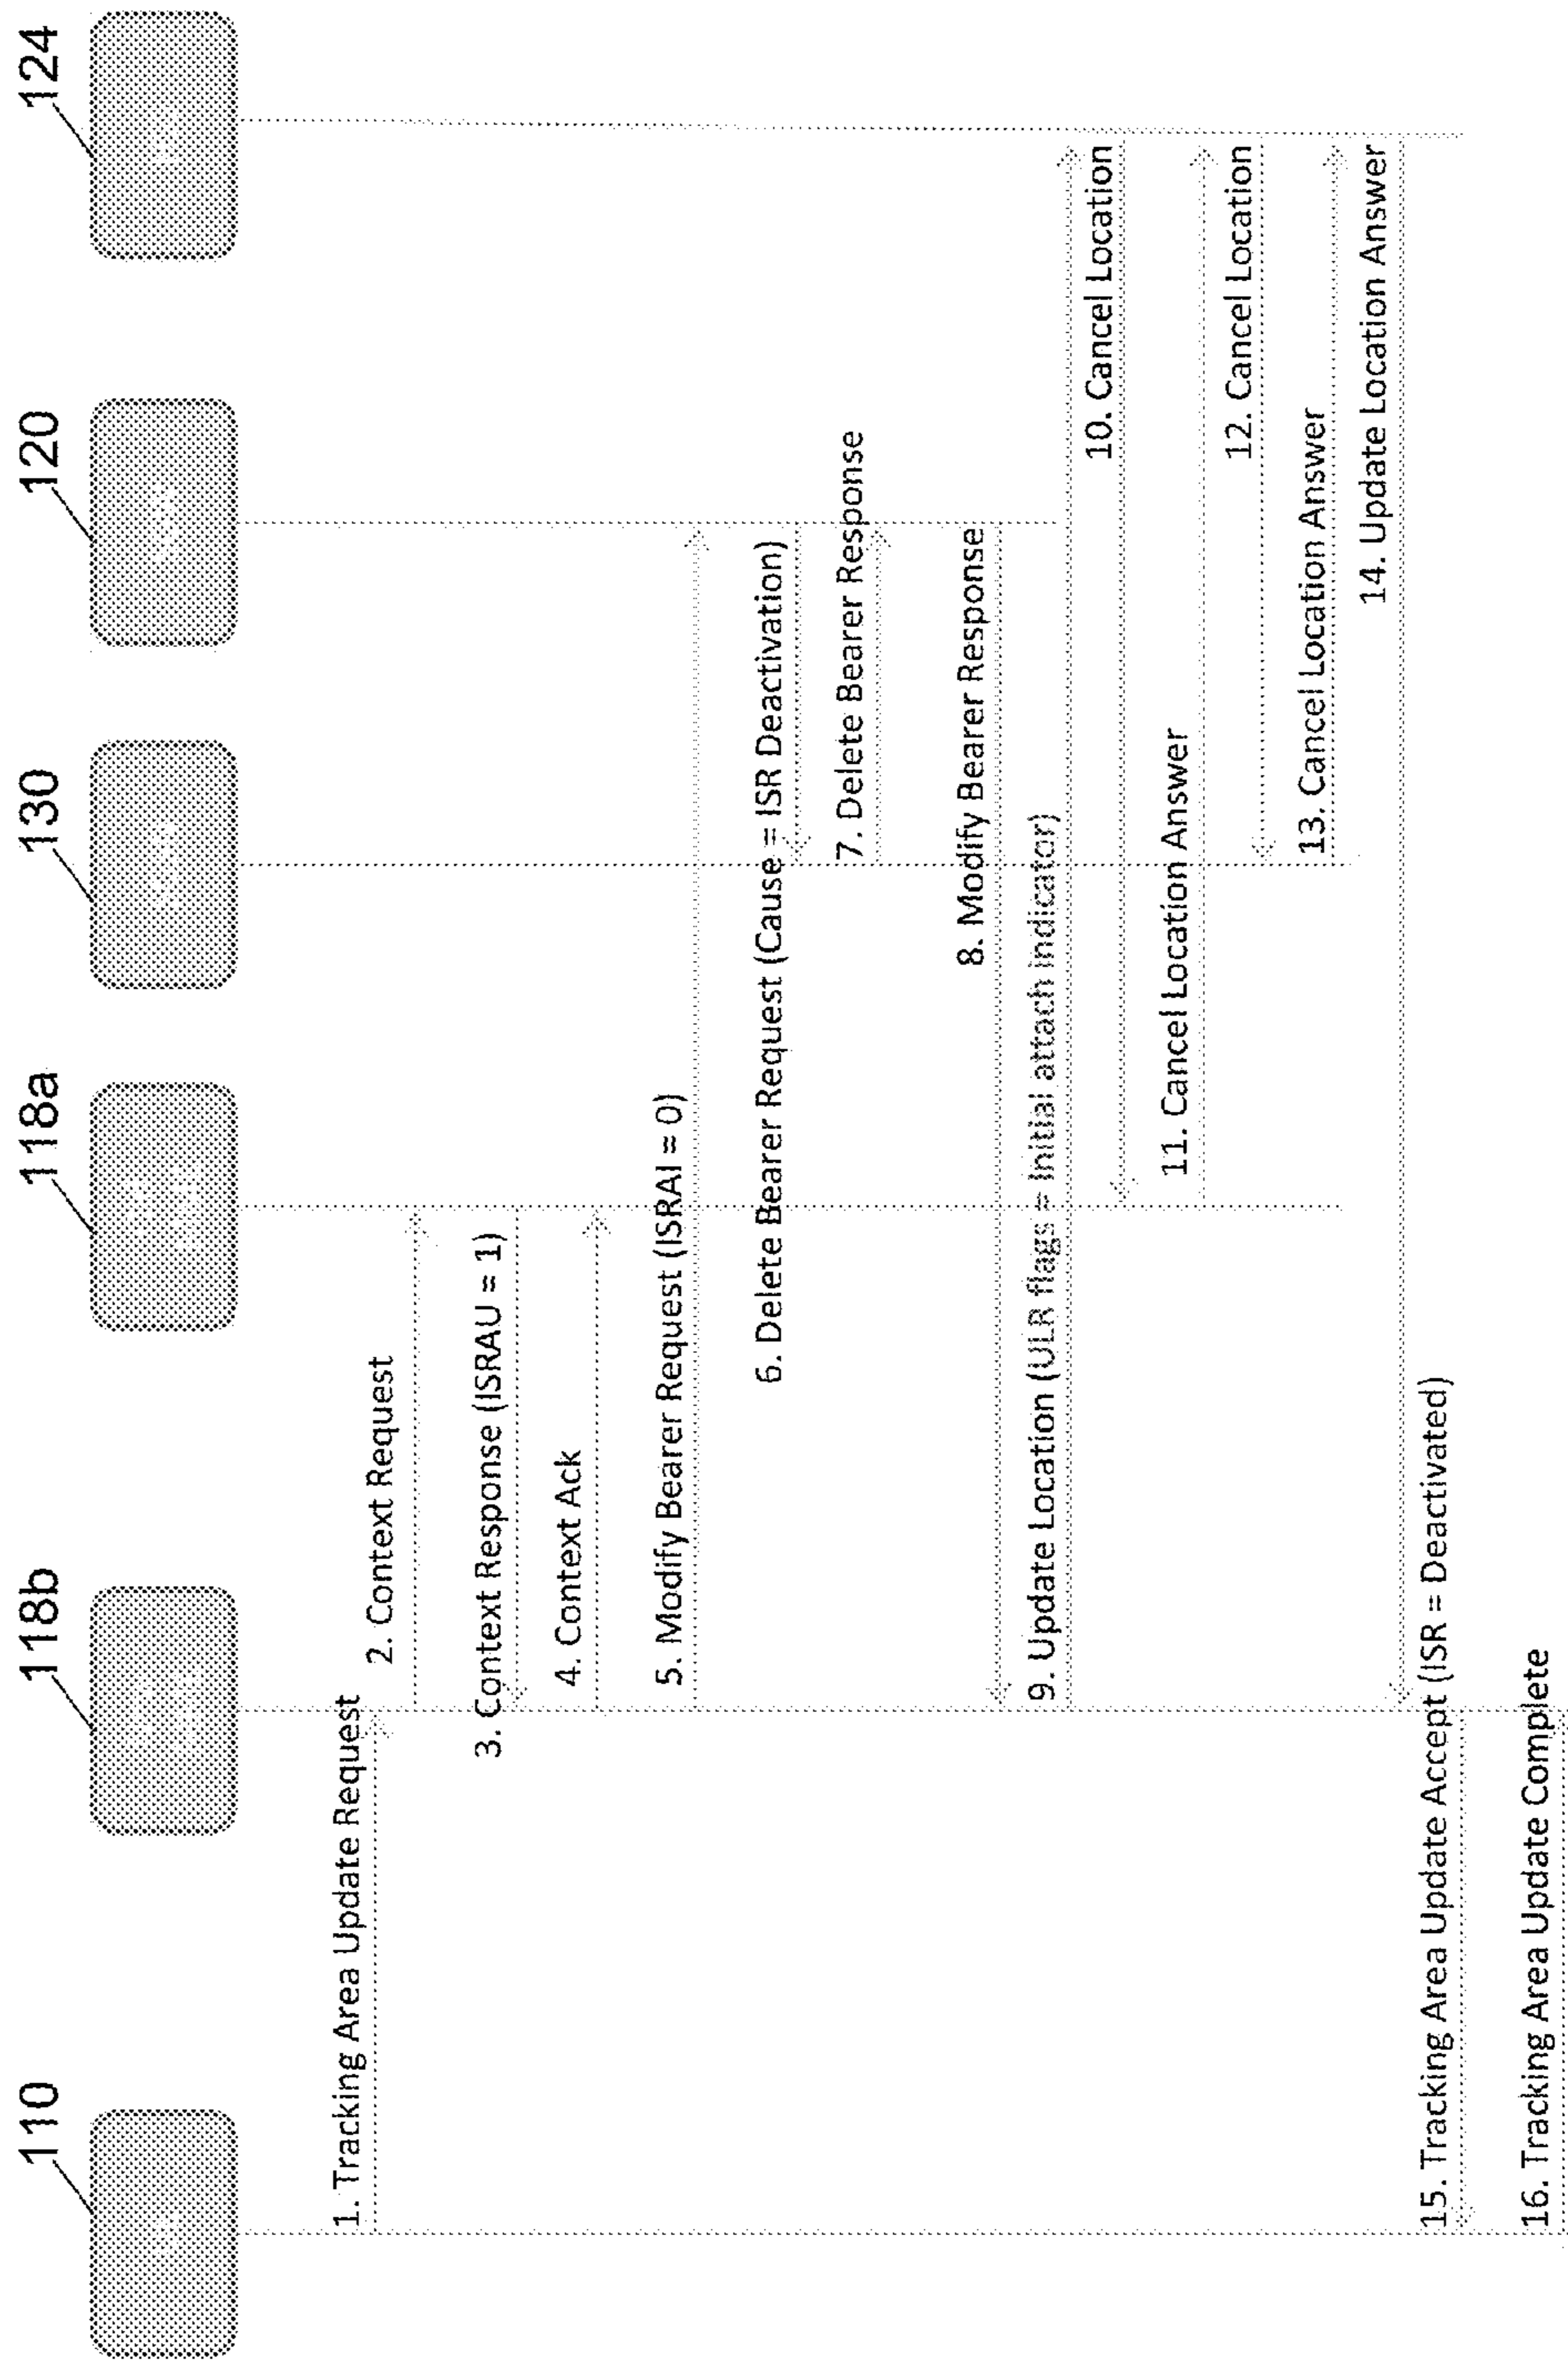 110
118b
118a
130
120
124
1. Tracking Area Update Request
2. Context Request
3. Context Response (ISRAU = 1)
4. Context Ack
5. Modify Bearer Request (ISRAI = 0)
6. Delete Bearer Request (Cause = ISR Deactivation)
7. Delete Bearer Response
8. Modify Bearer Response
9. Update Location (ULR flags = Initial attach indicator)
10. Cancel Location
11. Cancel Location Answer
12. Cancel Location
13. Cancel Location Answer
14. Update Location Answer
15. Tracking Area Update Accept (ISR = Deactivated)
16. Tracking Area Update Complete